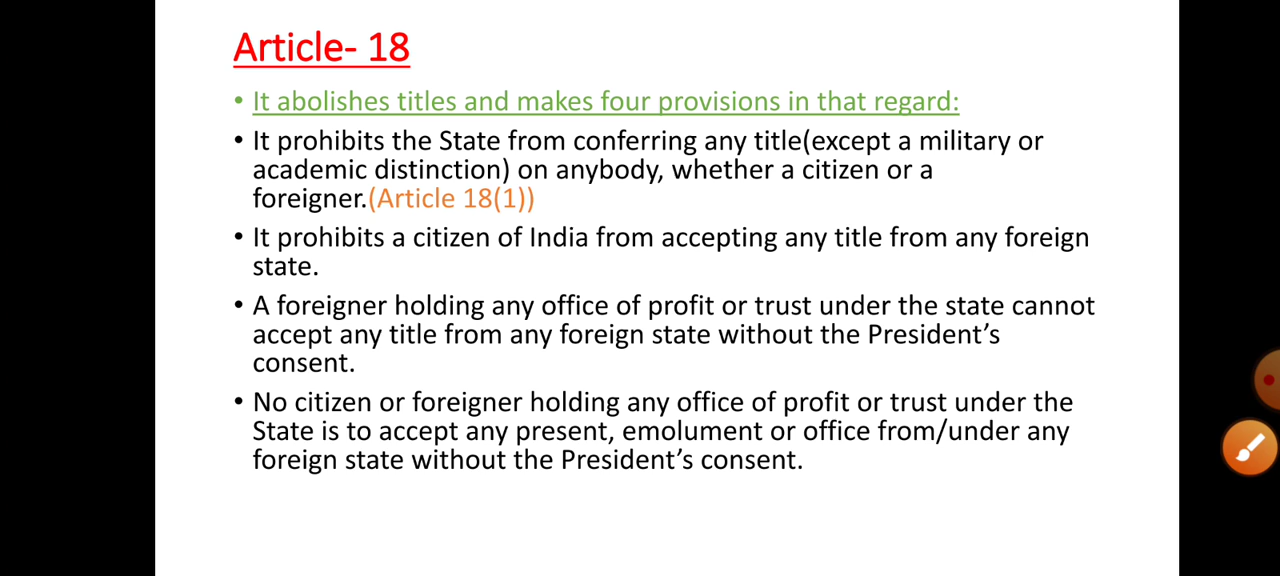 Article- 18
• It abolishes titles and makes four provisions in that regard:
• It prohibits the State from conferring any title(except a military or
academic distinction) on anybody, whether a citizen or a
foreigner.(Article 18(1))
• It prohibits a citizen of India from accepting any title from any foreign
state.
• A foreigner holding any office of profit or trust under the state cannot
accept any title from any foreign state without the President’s
consent.
• No citizen or foreigner holding any office of profit or trust under the
State is to accept any present, emolument or office from/under any
foreign state without the President’s consent.